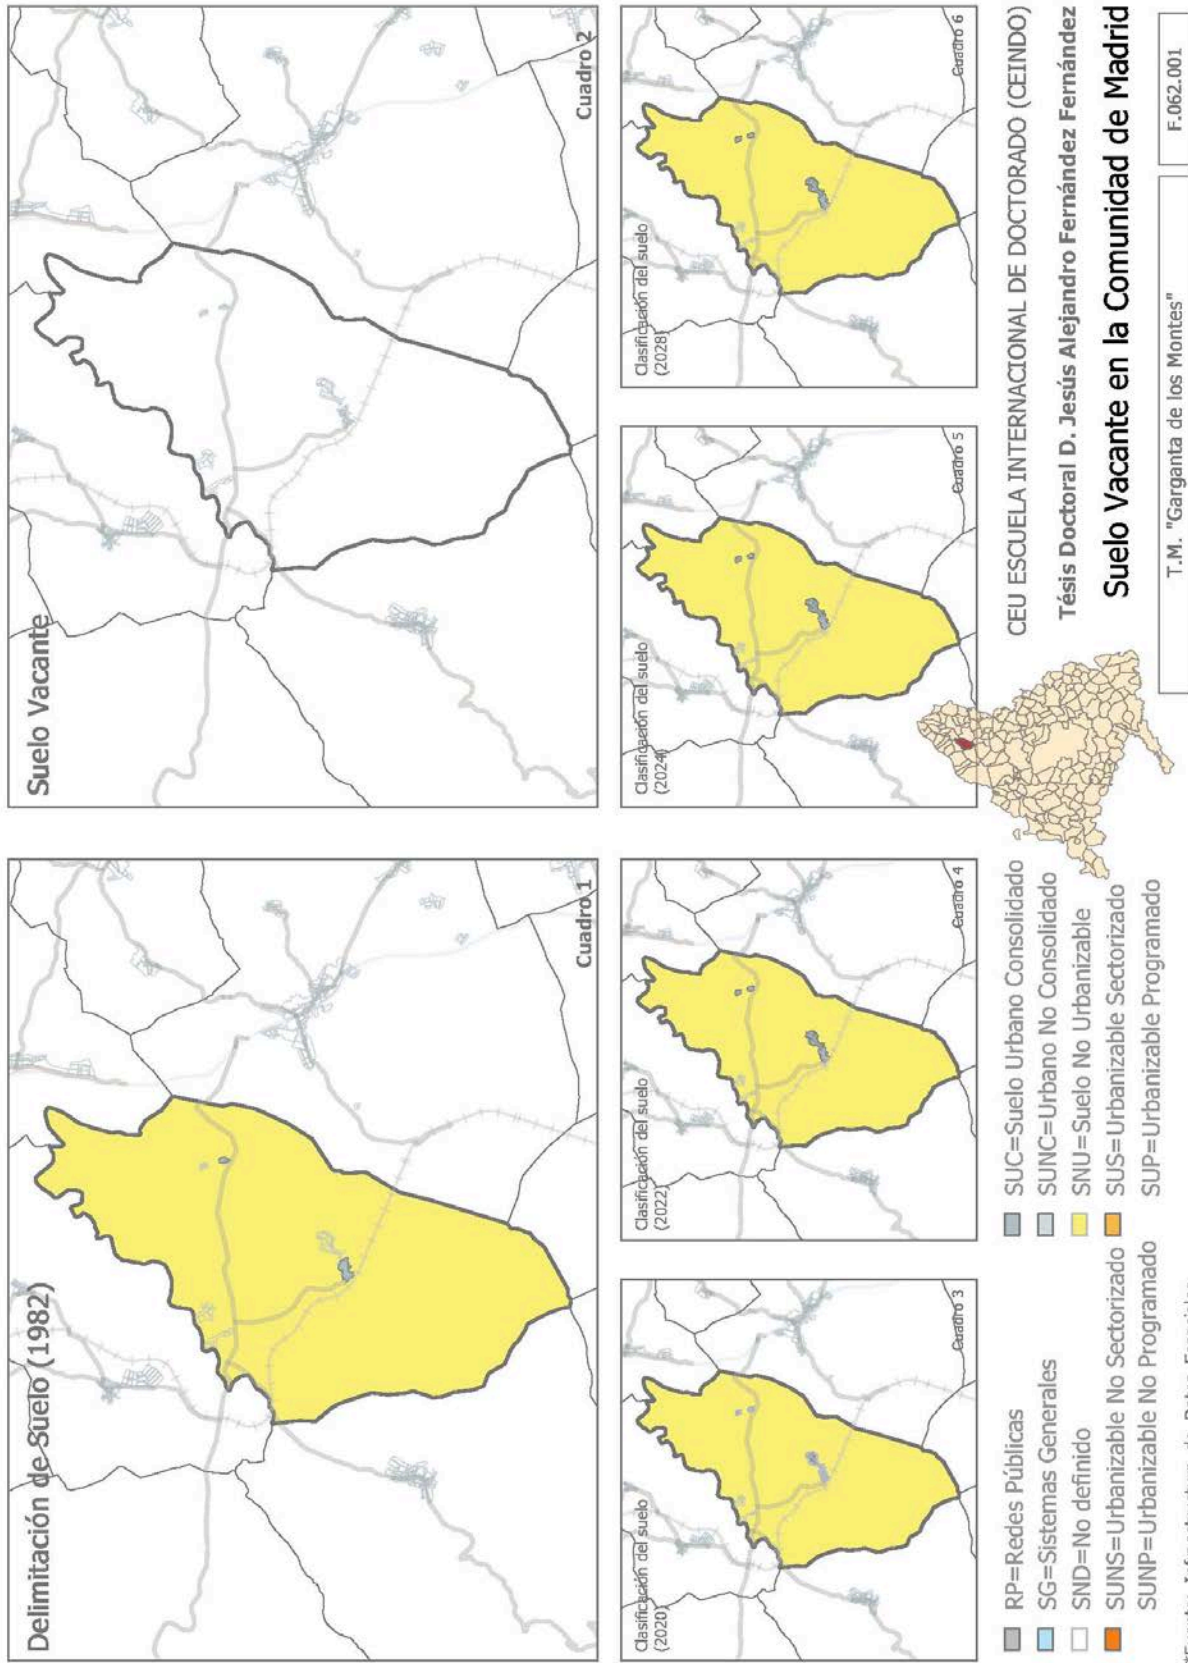 Delimitación de Suelo (1982)
Cuadro 1
Suelo Vacante
Cuadro 2
Clasificación del suelo
(2020)
Cuadro 3
Clasificación del suelo
(2022)
Cuadro 4
Clasificación del suelo
(2024)
Cuadro 5
Clasificación del suelo
(2028)
Cuadro 6
RP=Redes Públicas
SG=Sistemas Generales
SND=No definido
SUNS=Urbanizable No Sectorizado
SUNP=Urbanizable No Programado
SUC=Suelo Urbano Consolidado
SUNC=Urbano No Consolidado
SNU=Suelo No Urbanizable
SUS=Urbanizable Sectorizado
SUP=Urbanizable Programado
CEU ESCUELA INTERNACIONAL DE DOCTORADO (CEINDO)
Tésis Doctoral D. Jesús Alejandro Fernández Fernández
Suelo Vacante en la Comunidad de Madrid
T.M. "Garganta de los Montes"
F.062.001